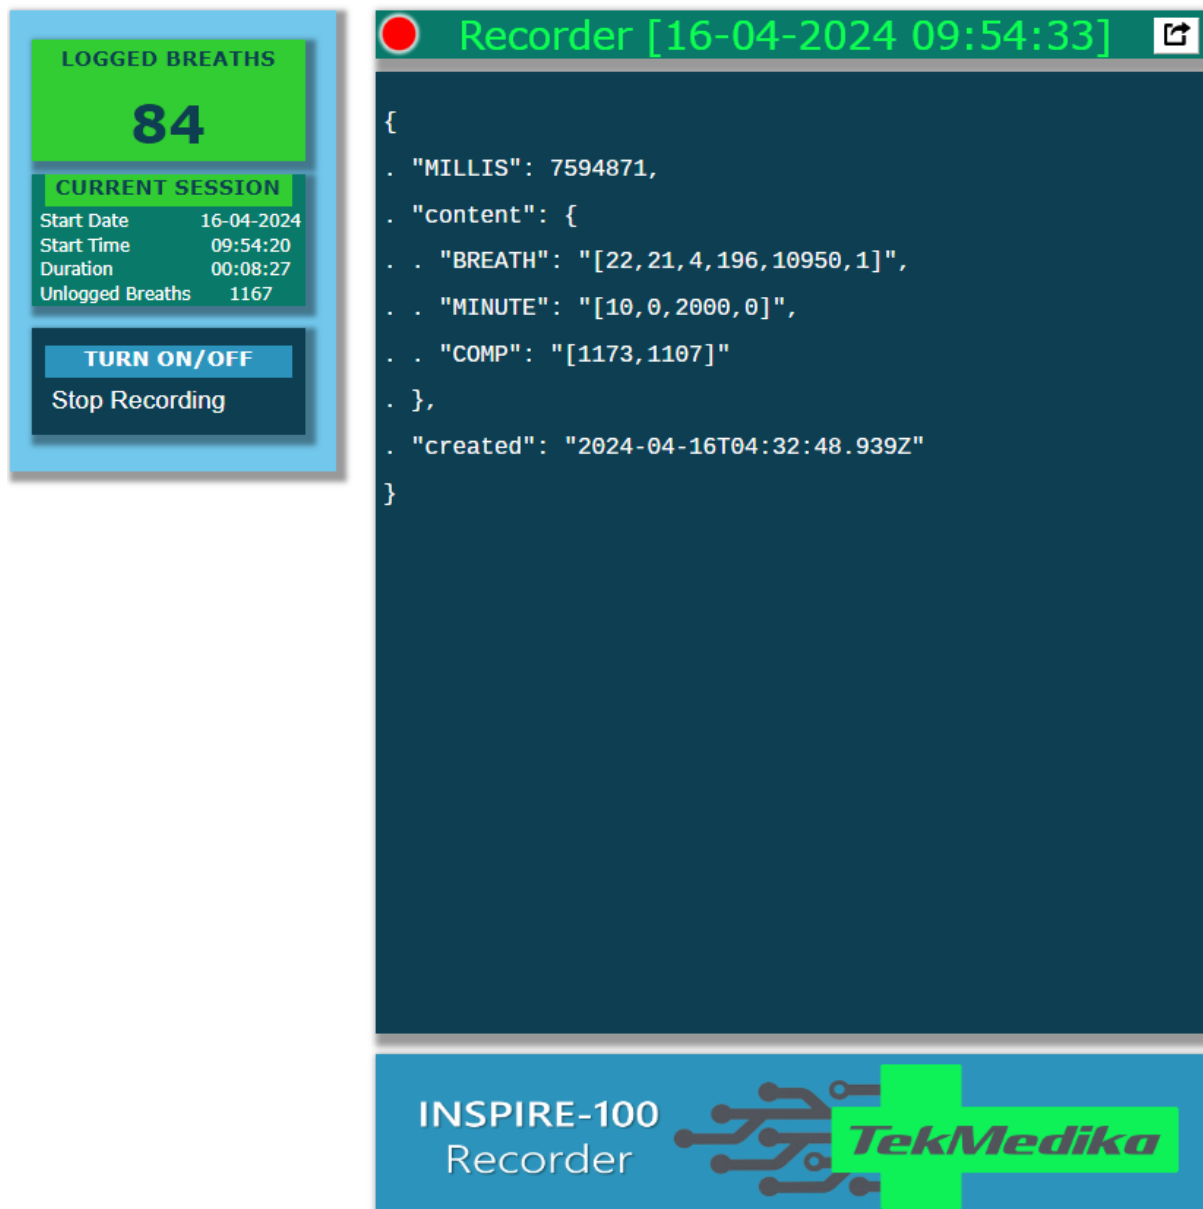 LOGGED BREATHS
84
CURRENT SESSION
Start Date 16-04-2024
Start Time 09:54:20
Duration 00:08:27
Unlogged Breaths 1167
TURN ON/OFF
Stop Recording
Recorder [16-04-2024 09:54:33]
{
. "MILLIS": 7594871,
. "content": {
. . "BREATH": "[22,21,4,196,10950,1]",
. . "MINUTE": "[10,0,2000,0]",
. . "COMP": "[1173,1107]"
. },
. "created": "2024-04-16T04:32:48.939Z"
}
INSPIRE-100
Recorder
TekMedika